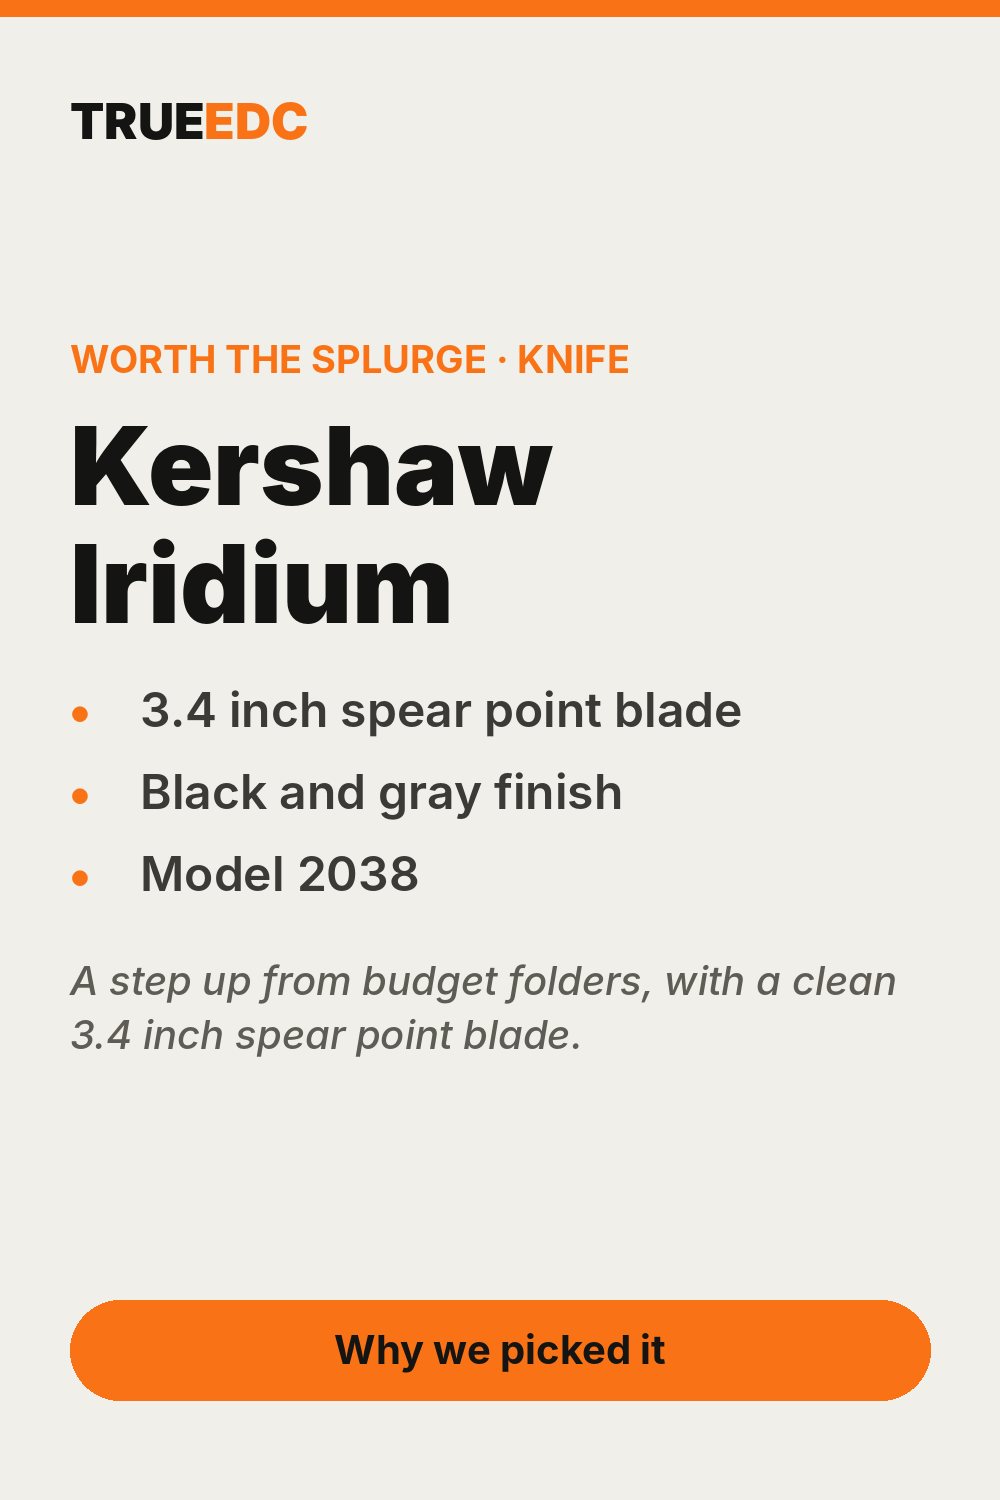 TRUEEDC
WORTH THE SPLURGE · KNIFE
Kershaw
Iridium
• 3.4 inch spear point blade
• Black and gray finish
• Model 2038
A step up from budget folders, with a clean
3.4 inch spear point blade.
Why we picked it